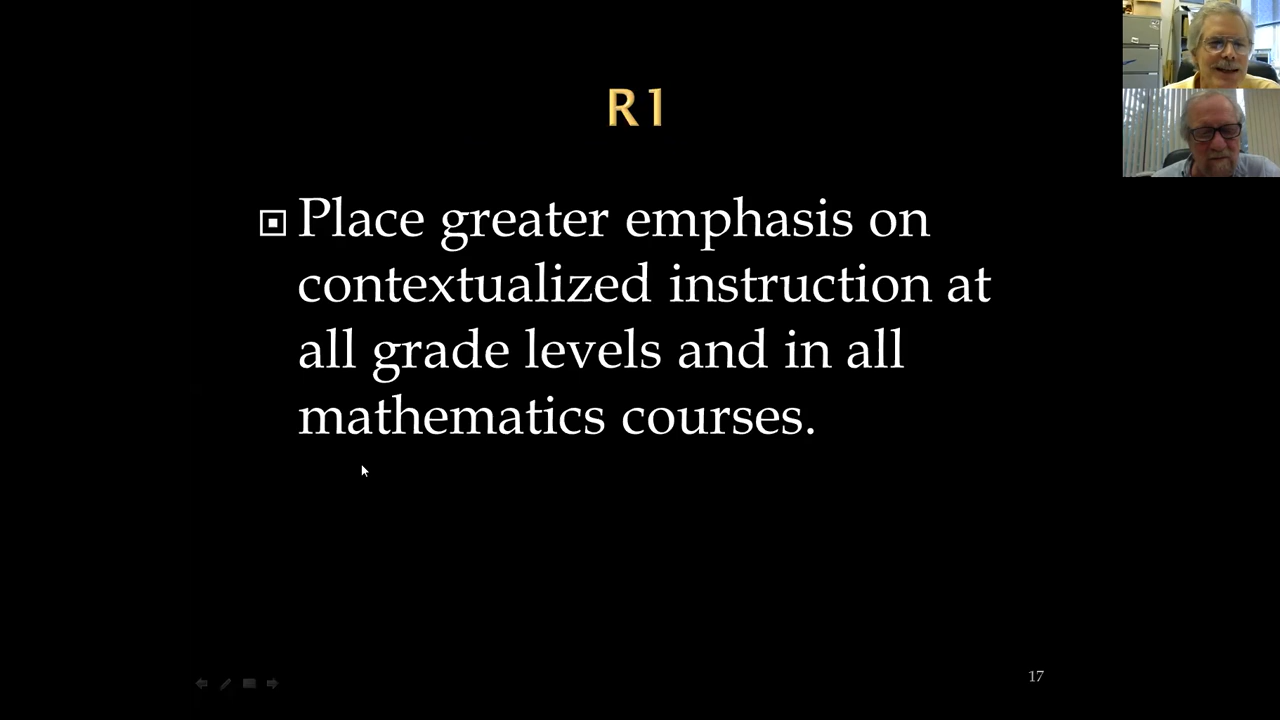 R1
Place greater emphasis on
contextualized instruction at
all grade levels and in all
mathematics courses.
17